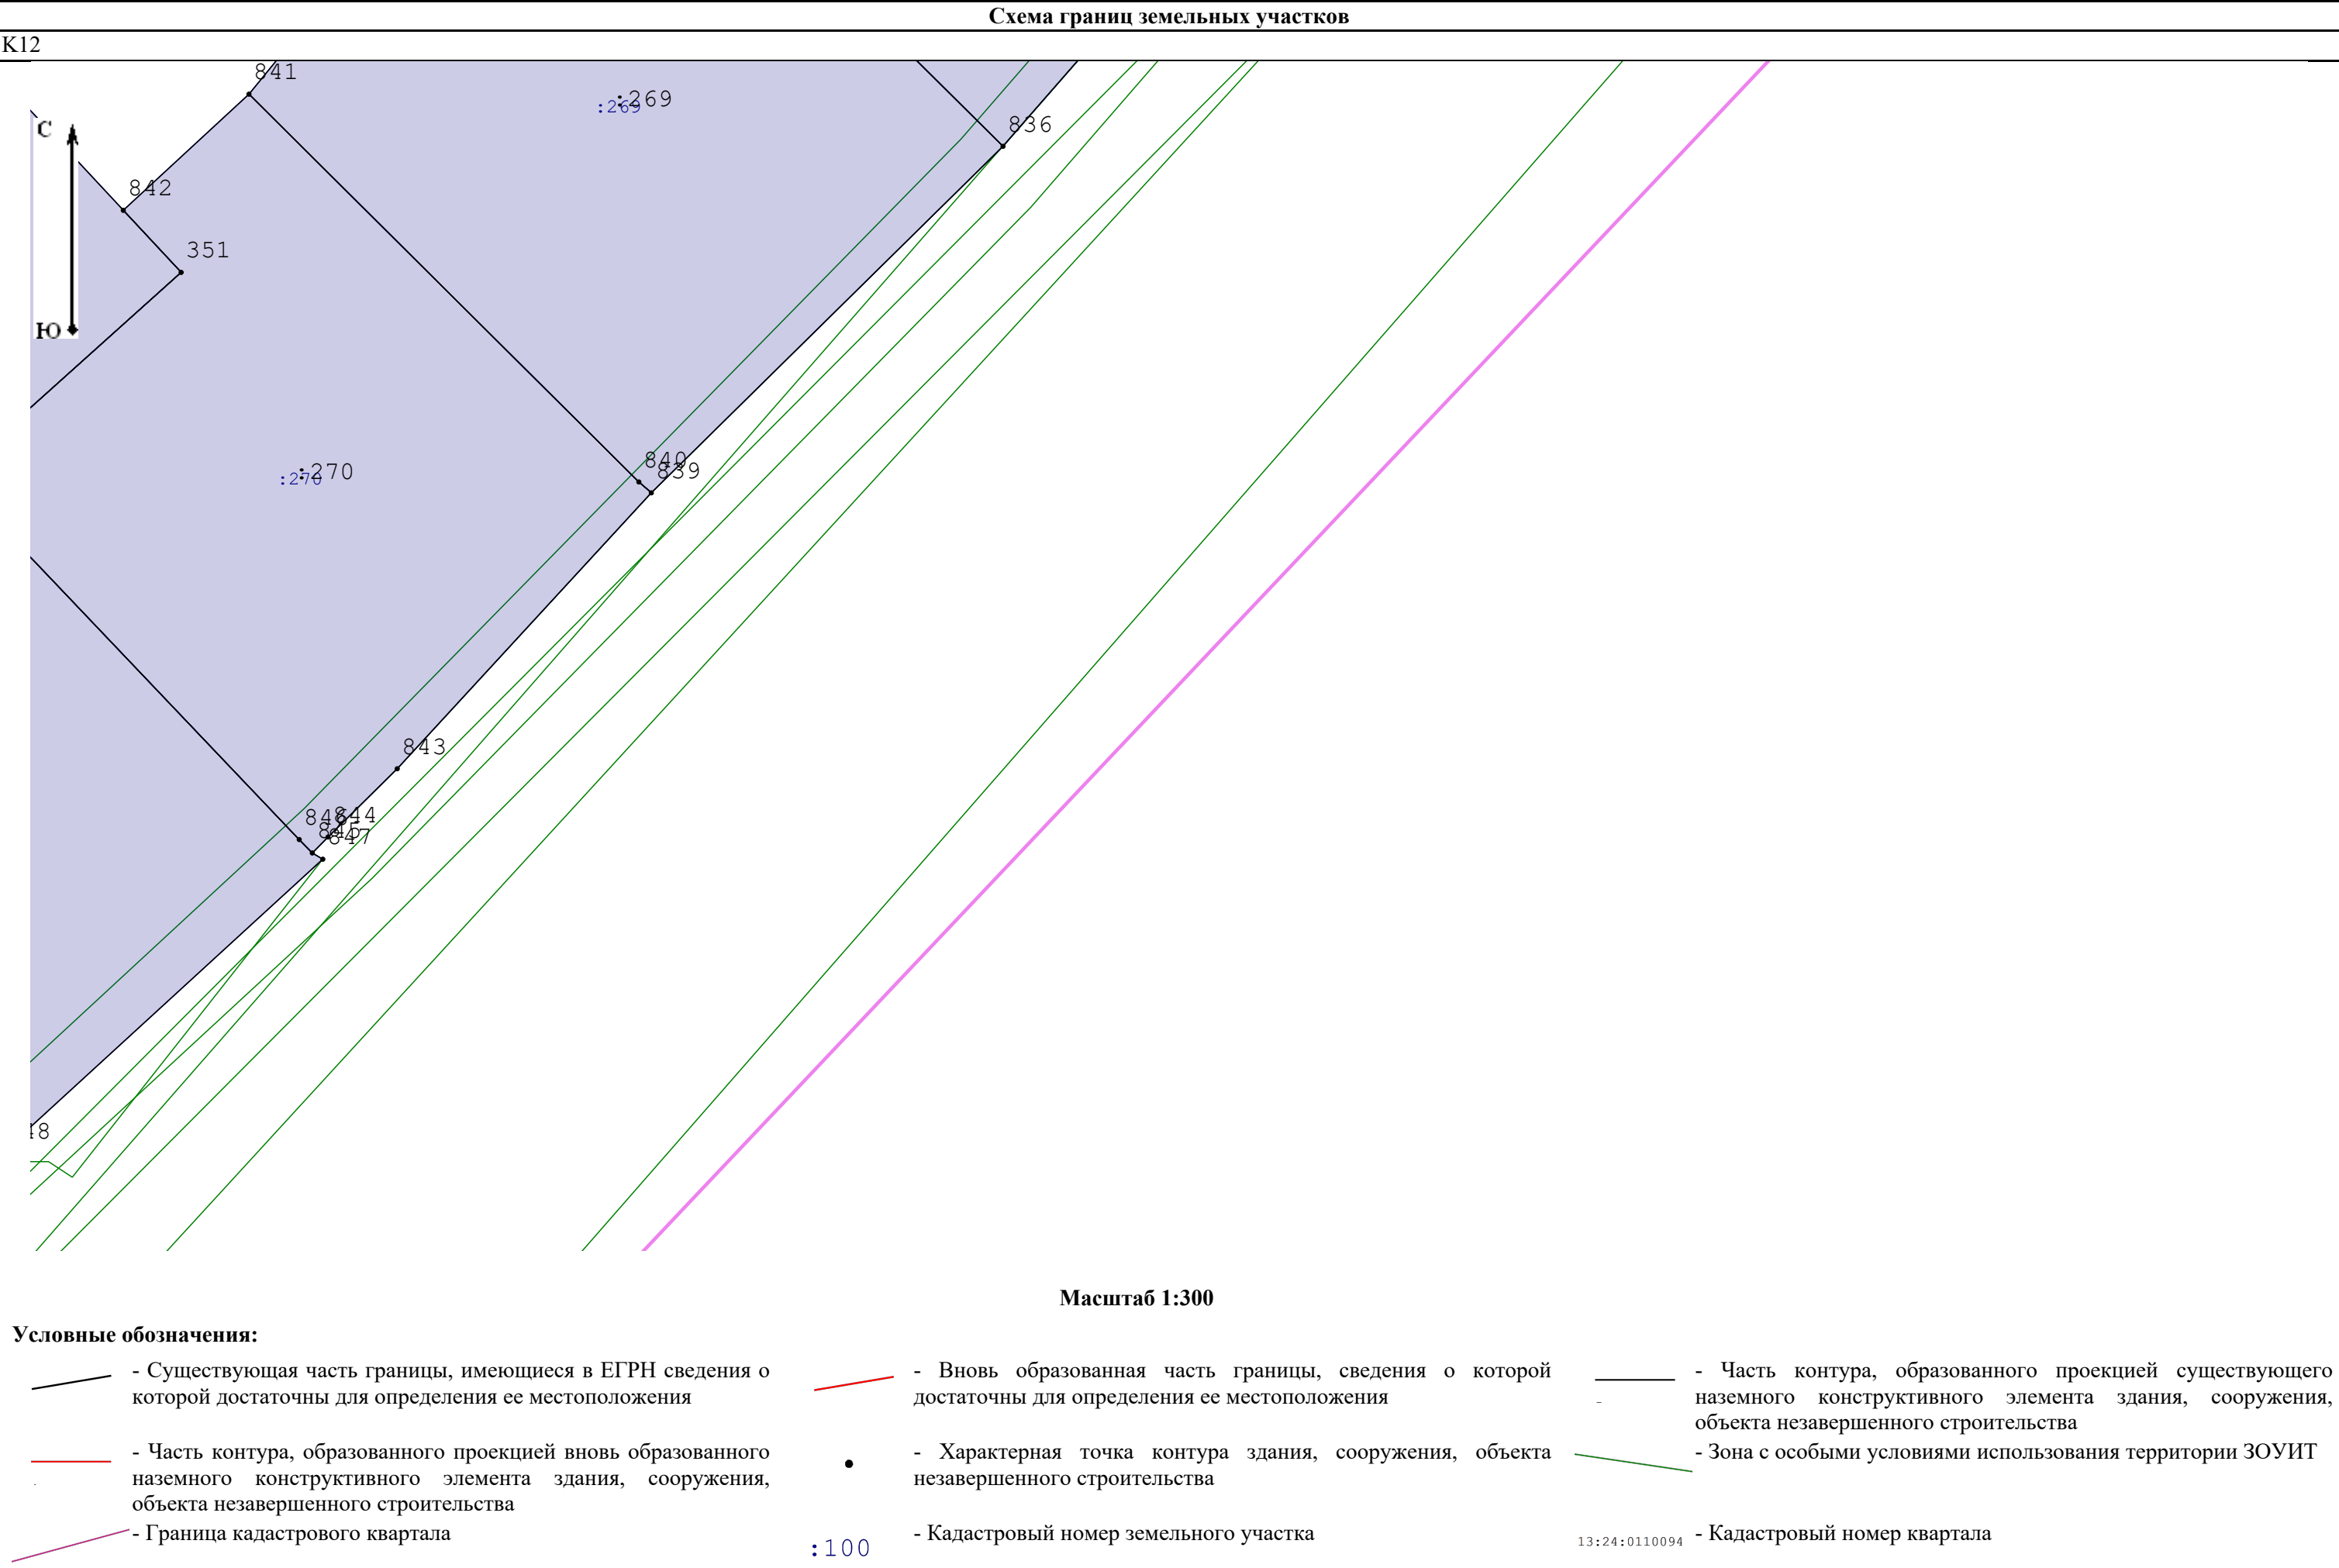 Схема границ земельных участков
К12
841
:269
:269
836
С
842
351
Ю
840
839
:270
:270
843
846
844
845
847
48
Масштаб 1:300
Условные обозначения:
- Существующая часть границы, имеющиеся в ЕГРН сведения о
которой достаточны для определения ее местоположения
- Вновь образованная часть границы, сведения о которой
достаточны для определения ее местоположения
- Часть контура, образованного проекцией существующего
наземного конструктивного элемента здания, сооружения,
объекта незавершенного строительства
- Часть контура, образованного проекцией вновь образованного
наземного конструктивного элемента здания, сооружения,
объекта незавершенного строительства
- Характерная точка контура здания, сооружения, объекта
незавершенного строительства
- Зона с особыми условиями использования территории ЗОУИТ
- Граница кадастрового квартала
:100
- Кадастровый номер земельного участка
13:24:0110094
- Кадастровый номер квартала